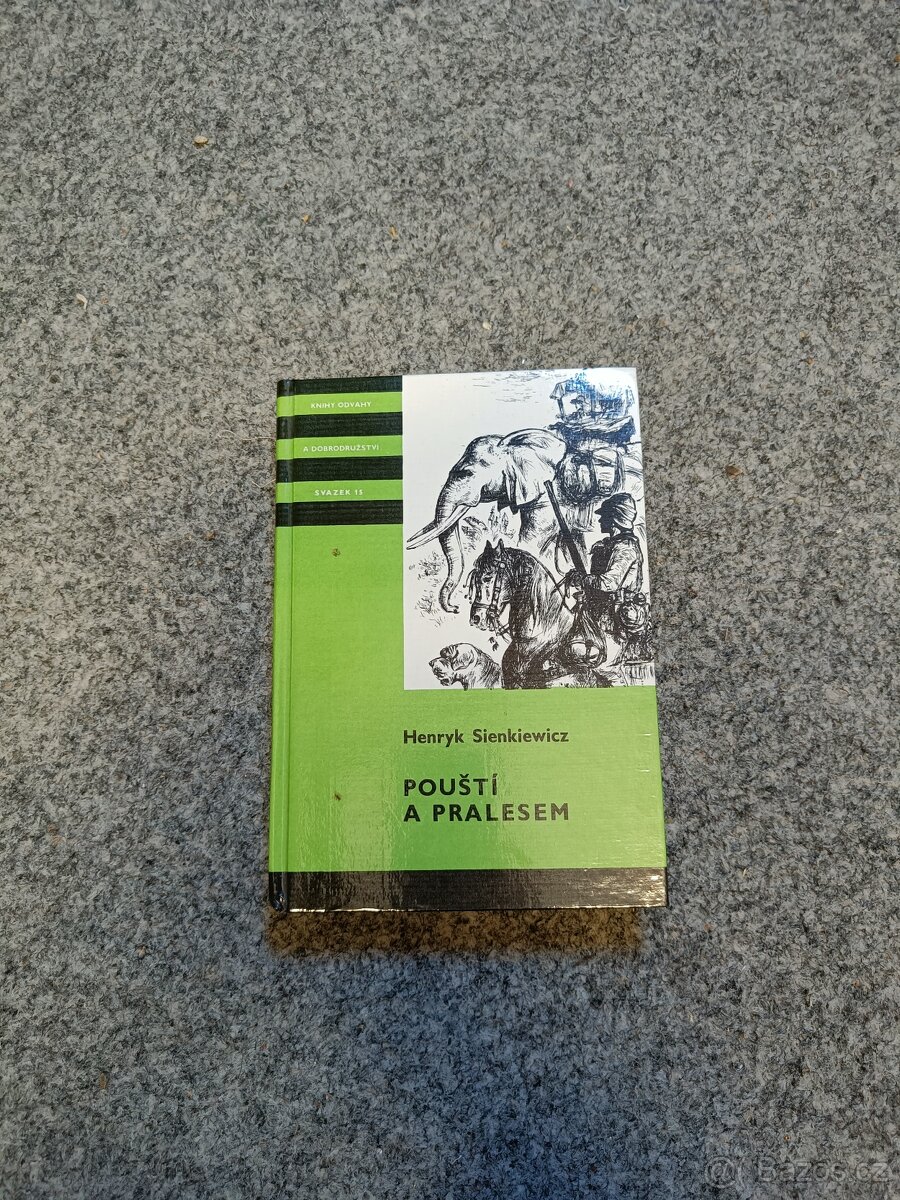 KNIHY ODVAHY
A DOBRODRUŽSTVÍ
SVAZEK 15
Henryk Sienkiewicz
POUŠTÍ
A PRALESEM
Bazos.cz